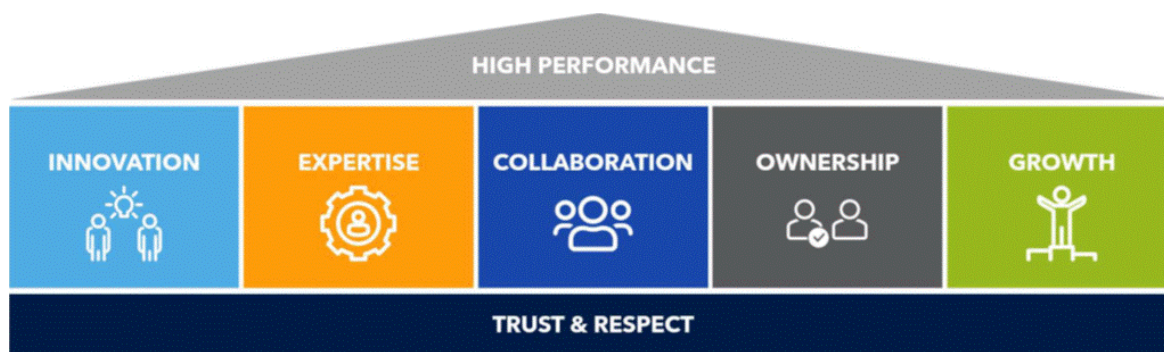 HIGH PERFORMANCE
INNOVATION
EXPERTISE
COLLABORATION
OWNERSHIP
GROWTH
TRUST & RESPECT